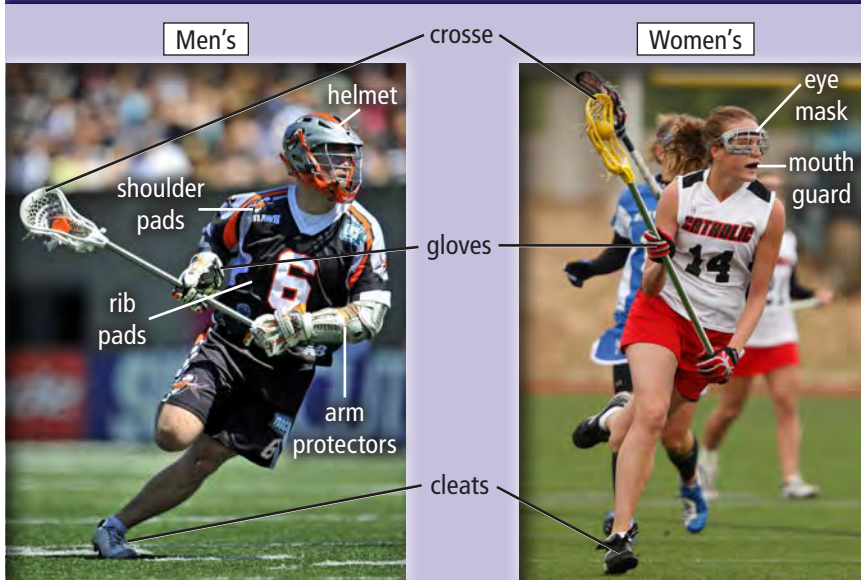 Men's
crosse
Women's
helmet
eye
mask
shoulder
pads
mouth
guard
gloves
rib
pads
arm
protectors
cleats
6
6
CATHOLIC
14